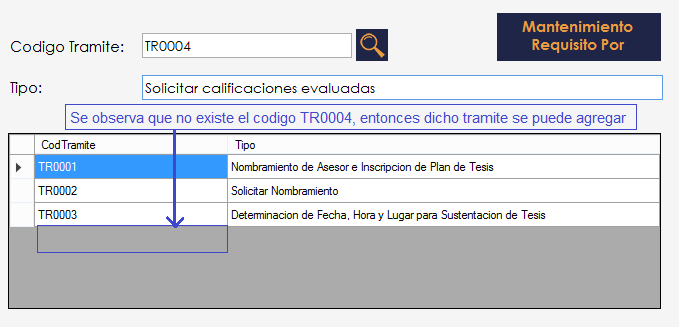 Mantenimiento
Requisito Por
Codigo Tramite: TR0004
Tipo: Solicitar calificaciones evaluadas
Se observa que no existe el codigo TR0004, entonces dicho tramite se puede agregar
CodTramite Tipo
TR0001 Nombramiento de Asesor e Inscripcion de Plan de Tesis
TR0002 Solicitar Nombramiento
TR0003 Determinacion de Fecha, Hora y Lugar para Sustentacion de Tesis